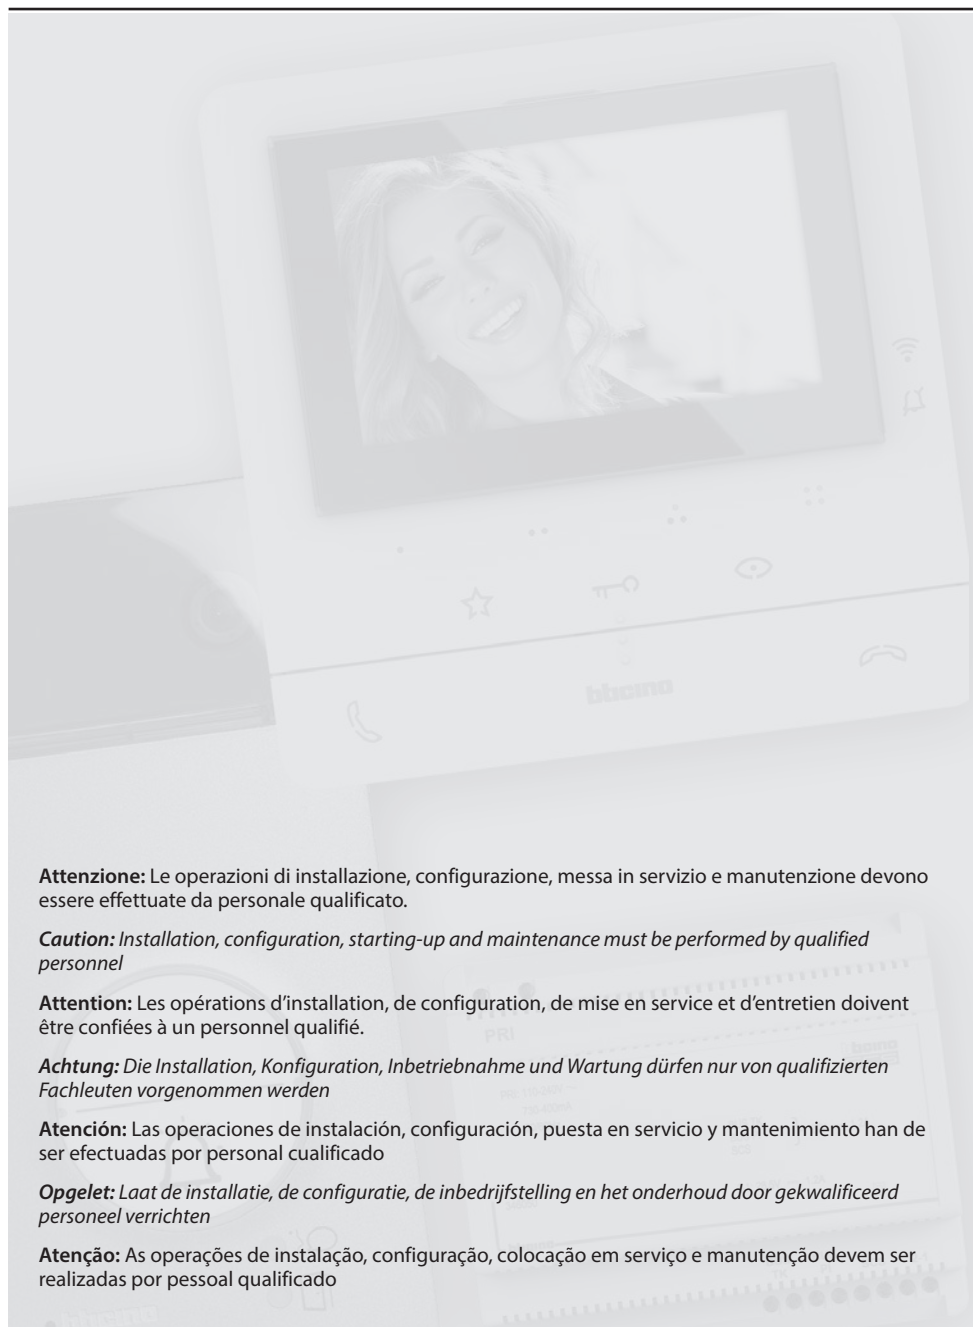 bticino
Attenzione: Le operazioni di installazione, configurazione, messa in servizio e manutenzione devono
essere effettuate da personale qualificato.
Caution: Installation, configuration, starting-up and maintenance must be performed by qualified
personnel
Attention: Les opérations d’installation, de configuration, de mise en service et d’entretien doivent
être confiées à un personnel qualifié.
PRI
Achtung: Die Installation, Konfiguration, Inbetriebnahme und Wartung dürfen nur von qualifizierten
Fachleuten vorgenommen werden
Atención: Las operaciones de instalación, configuración, puesta en servicio y mantenimiento han de
ser efectuadas por personal cualificado
Opgelet: Laat de installatie, de configuratie, de inbedrijfstelling en het onderhoud door gekwalificeerd
personeel verrichten
Atenção: As operações de instalação, configuração, colocação em serviço e manutenção devem ser
realizadas por pessoal qualificado
bticino